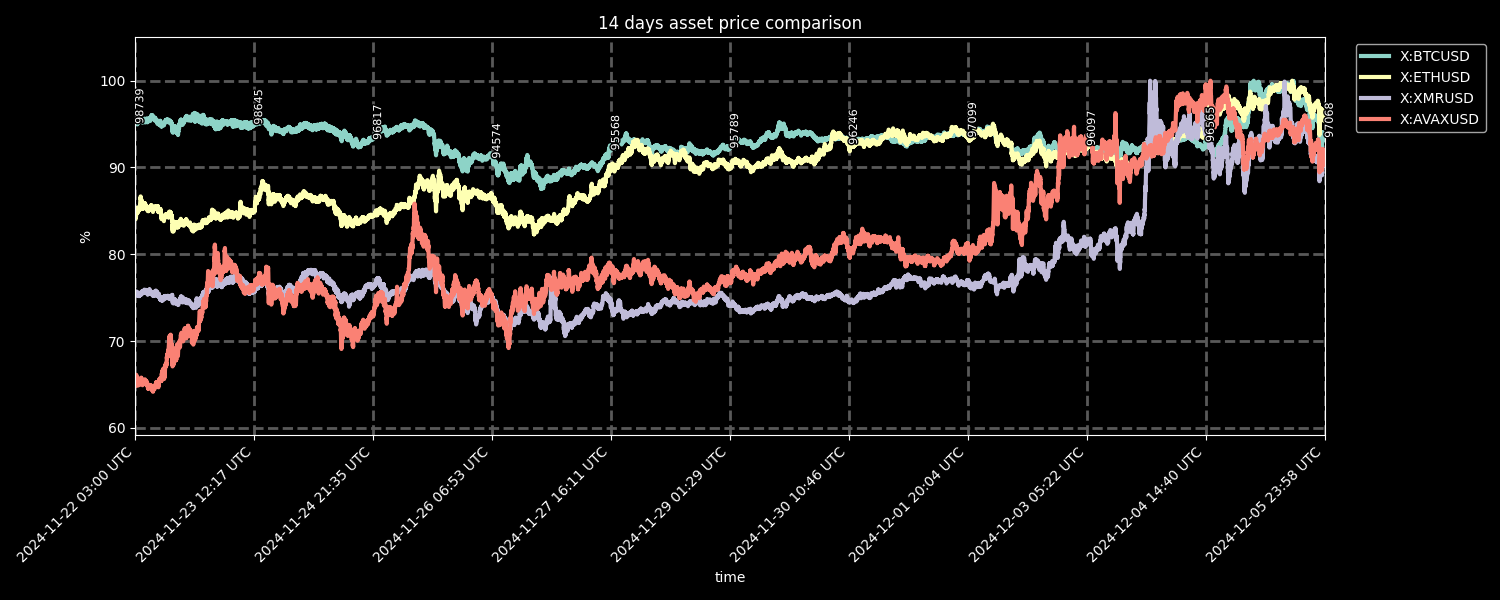 14 days asset price comparison
X:BTCUSD
X:ETHUSD
X:XMRUSD
X:AVAXUSD
100
90
80
70
60
%
98739
98645
96817
94574
95568
95789
96246
97099
96097
96565
97068
2024-11-22 03:00 UTC
2024-11-23 12:17 UTC
2024-11-24 21:35 UTC
2024-11-26 06:53 UTC
2024-11-27 16:11 UTC
2024-11-29 01:29 UTC
2024-11-30 10:46 UTC
2024-12-01 20:04 UTC
2024-12-03 05:22 UTC
2024-12-04 14:40 UTC
2024-12-05 23:58 UTC
time